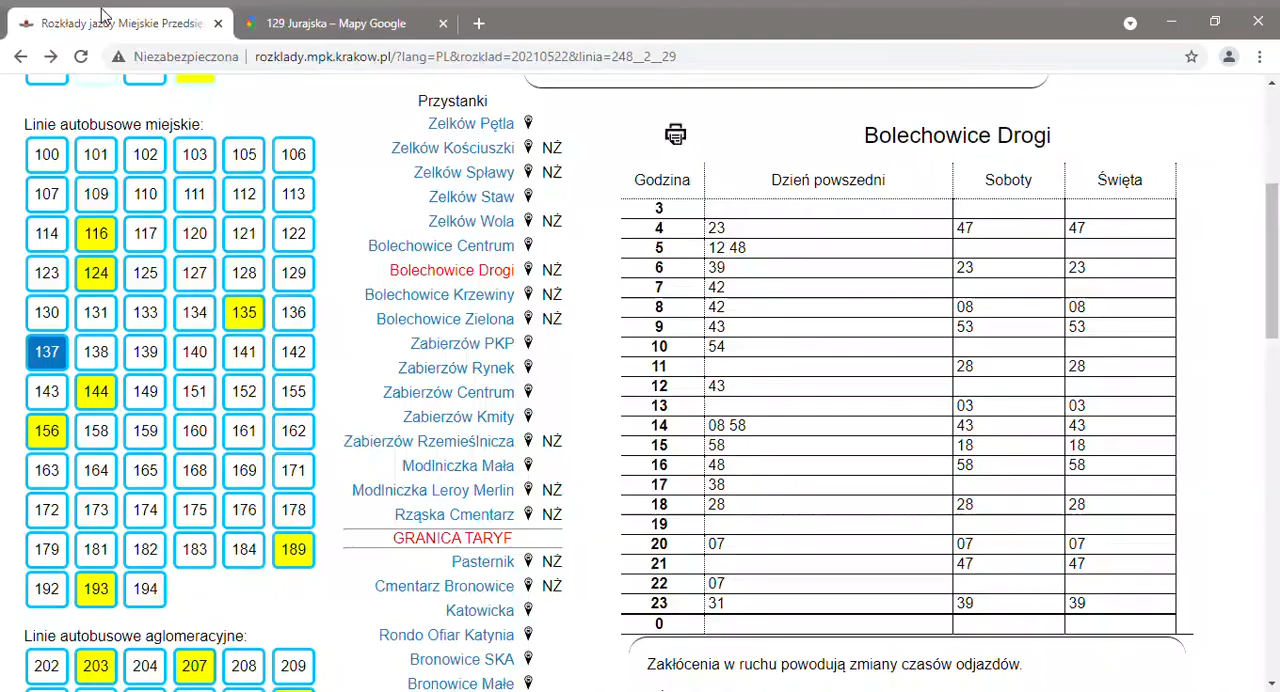 Rozkłady jazdy Miejskie Przedsię
129 Jurajska – Mapy Google
Niezabezpieczona
rozklady.mpk.krakow.pl/?lang=PL&rozklad=20210522&linia=248__2__29
Linie autobusowe miejskie:
100 101 102 103 105 106
107 109 110 111 112 113
114 116 117 120 121 122
123 124 125 127 128 129
130 131 133 134 135 136
137 138 139 140 141 142
143 144 149 151 152 155
156 158 159 160 161 162
163 164 165 168 169 171
172 173 174 175 176 178
179 181 182 183 184 189
192 193 194
Linie autobusowe aglomeracyjne:
202 203 204 207 208 209
Przystanki
Zelków Pętla
Zelków Kościuszki NŻ
Zelków Spławy NŻ
Zelków Staw
Zelków Wola NŻ
Bolechowice Centrum
Bolechowice Drogi NŻ
Bolechowice Krzewiny NŻ
Bolechowice Zielona NŻ
Zabierzów PKP
Zabierzów Rynek
Zabierzów Centrum
Zabierzów Kmity
Zabierzów Rzemieślnicza NŻ
Modlniczka Mała
Modlniczka Leroy Merlin NŻ
Rząska Cmentarz NŻ
GRANICA TARYF
Pasternik NŻ
Cmentarz Bronowice NŻ
Katowicka
Rondo Ofiar Katynia
Bronowice SKA
Bronowice Małe
Bolechowice Drogi
Godzina Dzień powszedni Soboty Święta
3
4 23 47 47
5 12 48
6 39 23 23
7 42
8 42 08 08
9 43 53 53
10 54
11 28 28
12 43
13 03 03
14 08 58 43 43
15 58 18 18
16 48 58 58
17 38
18 28 28 28
19
20 07 07 07
21 47 47
22 07
23 31 39 39
0
Zakłócenia w ruchu powodują zmiany czasów odjazdów.